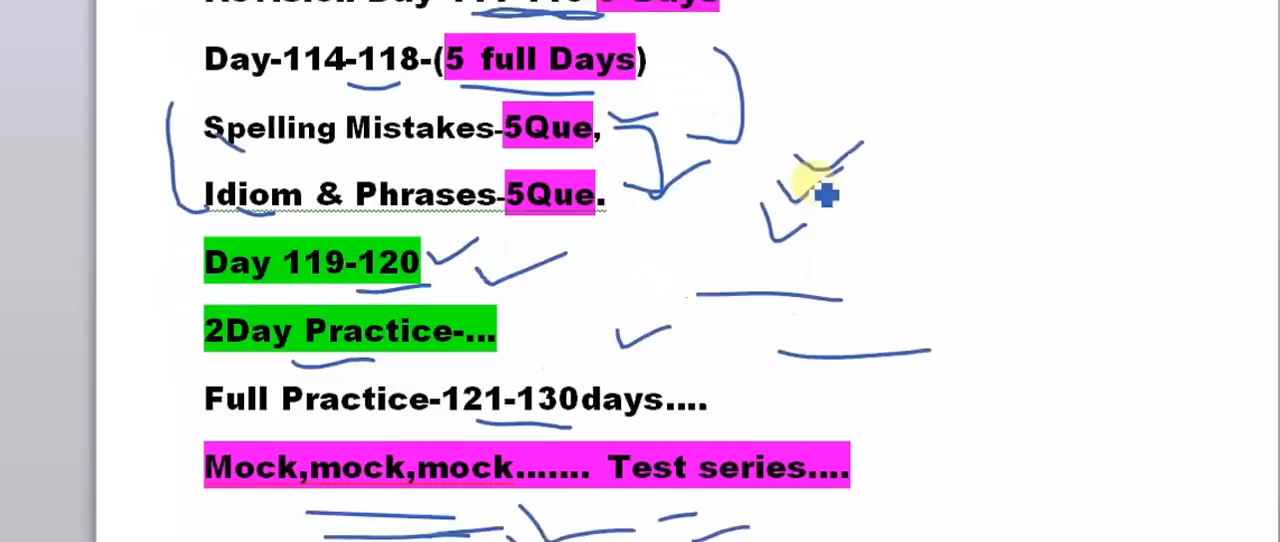 Day-114-118-(5 full Days)
Spelling Mistakes-5Que,
Idiom & Phrases-5Que.
Day 119-120
2Day Practice-...
Full Practice-121-130days....
Mock,mock,mock....... Test series....